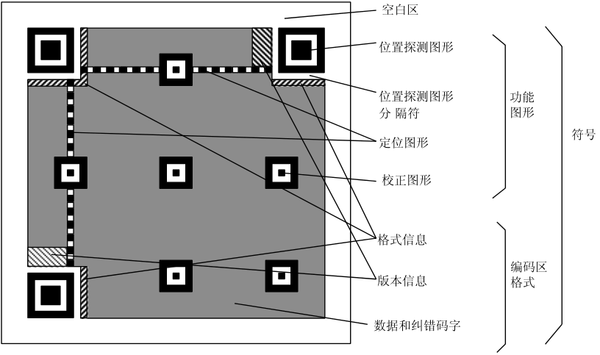 空白区
位置探测图形
位置探测图形
分 隔符
定位图形
校正图形
格式信息
版本信息
数据和纠错码字
功能
图形
编码区
格式
符号